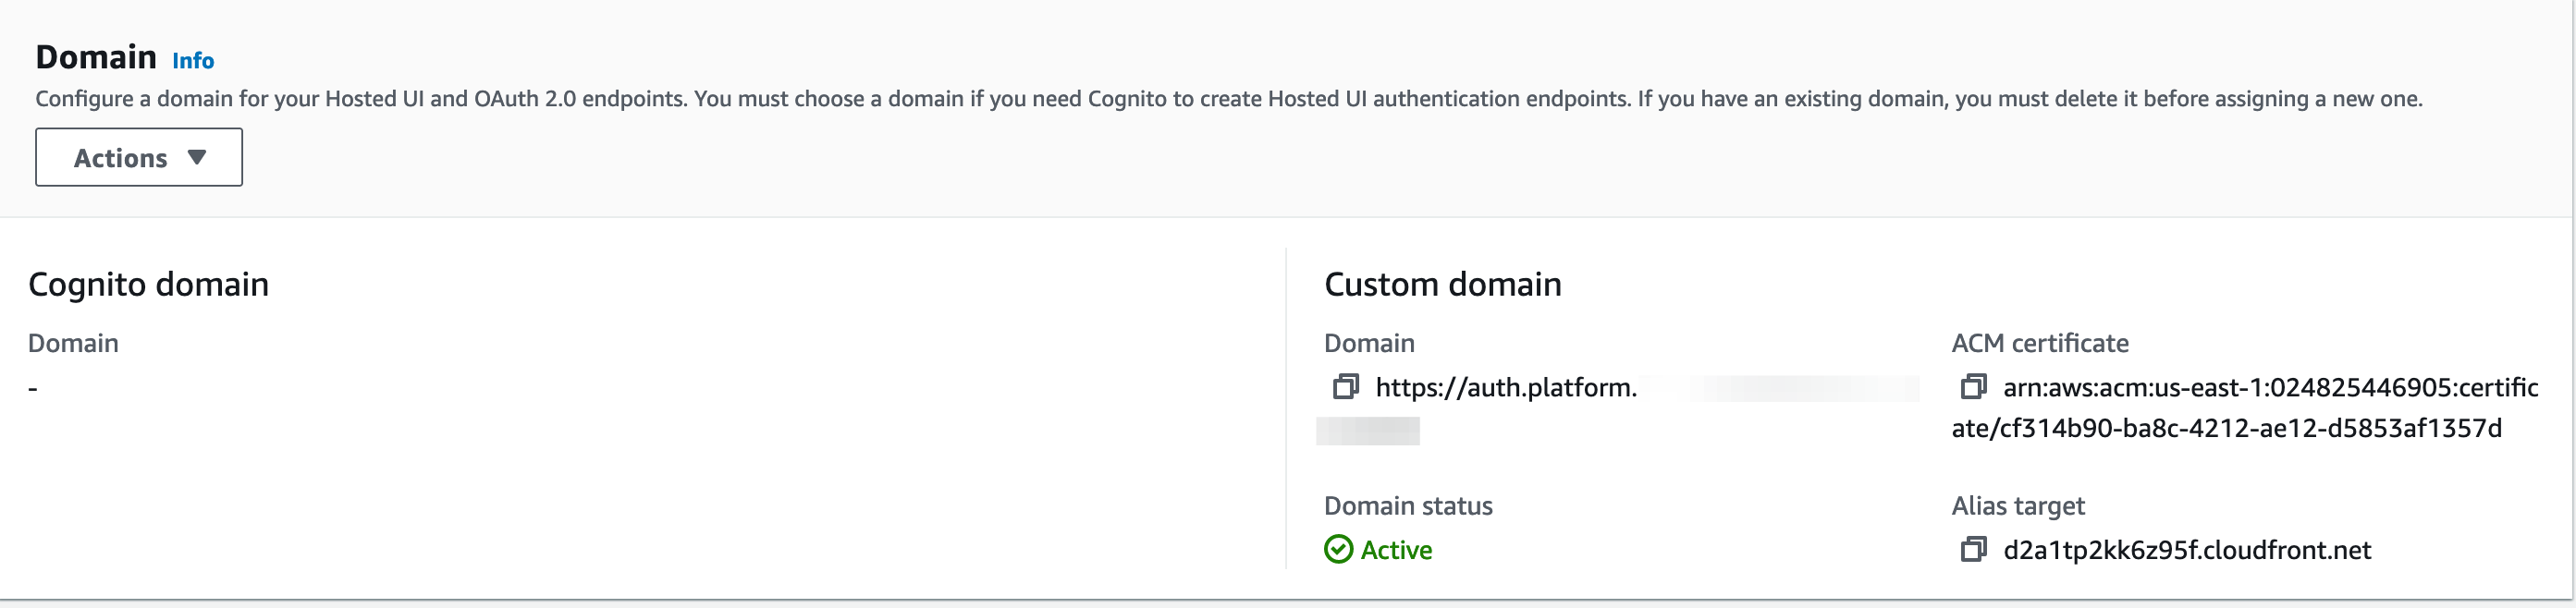 Domain Info
Configure a domain for your Hosted UI and OAuth 2.0 endpoints. You must choose a domain if you need Cognito to create Hosted UI authentication endpoints. If you have an existing domain, you must delete it before assigning a new one.
Actions
Cognito domain
Domain
-
Custom domain
Domain
https://auth.platform.
Domain status
Active
ACM certificate
arn:aws:acm:us-east-1:024825446905:certific
ate/cf314b90-ba8c-4212-ae12-d5853af1357d
Alias target
d2a1tp2kk6z95f.cloudfront.net